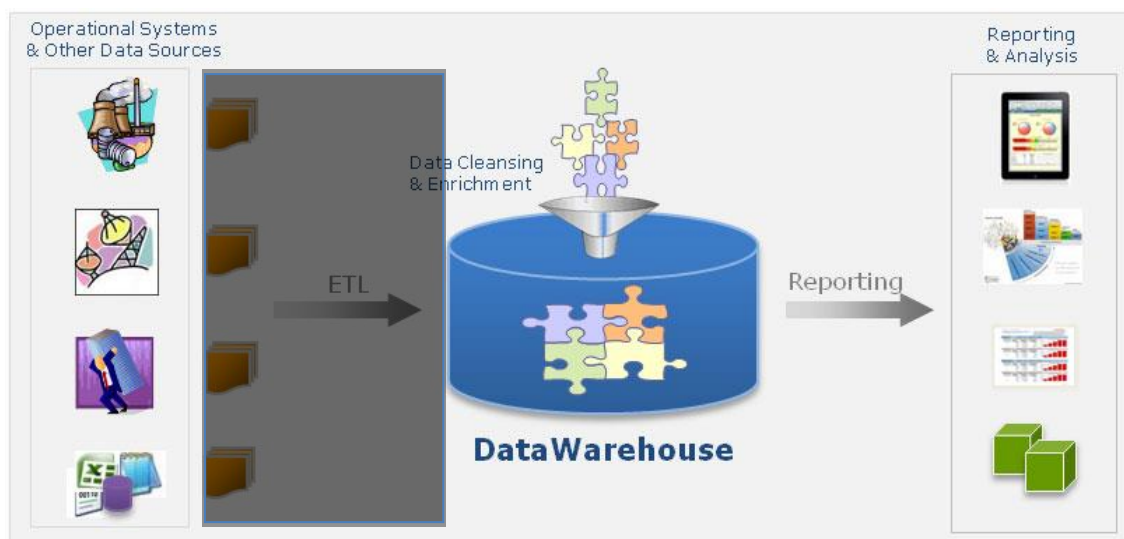 Operational Systems
& Other Data Sources
Reporting
& Analysis
Data Cleansing
& Enrichment
ETL
Reporting
DataWarehouse